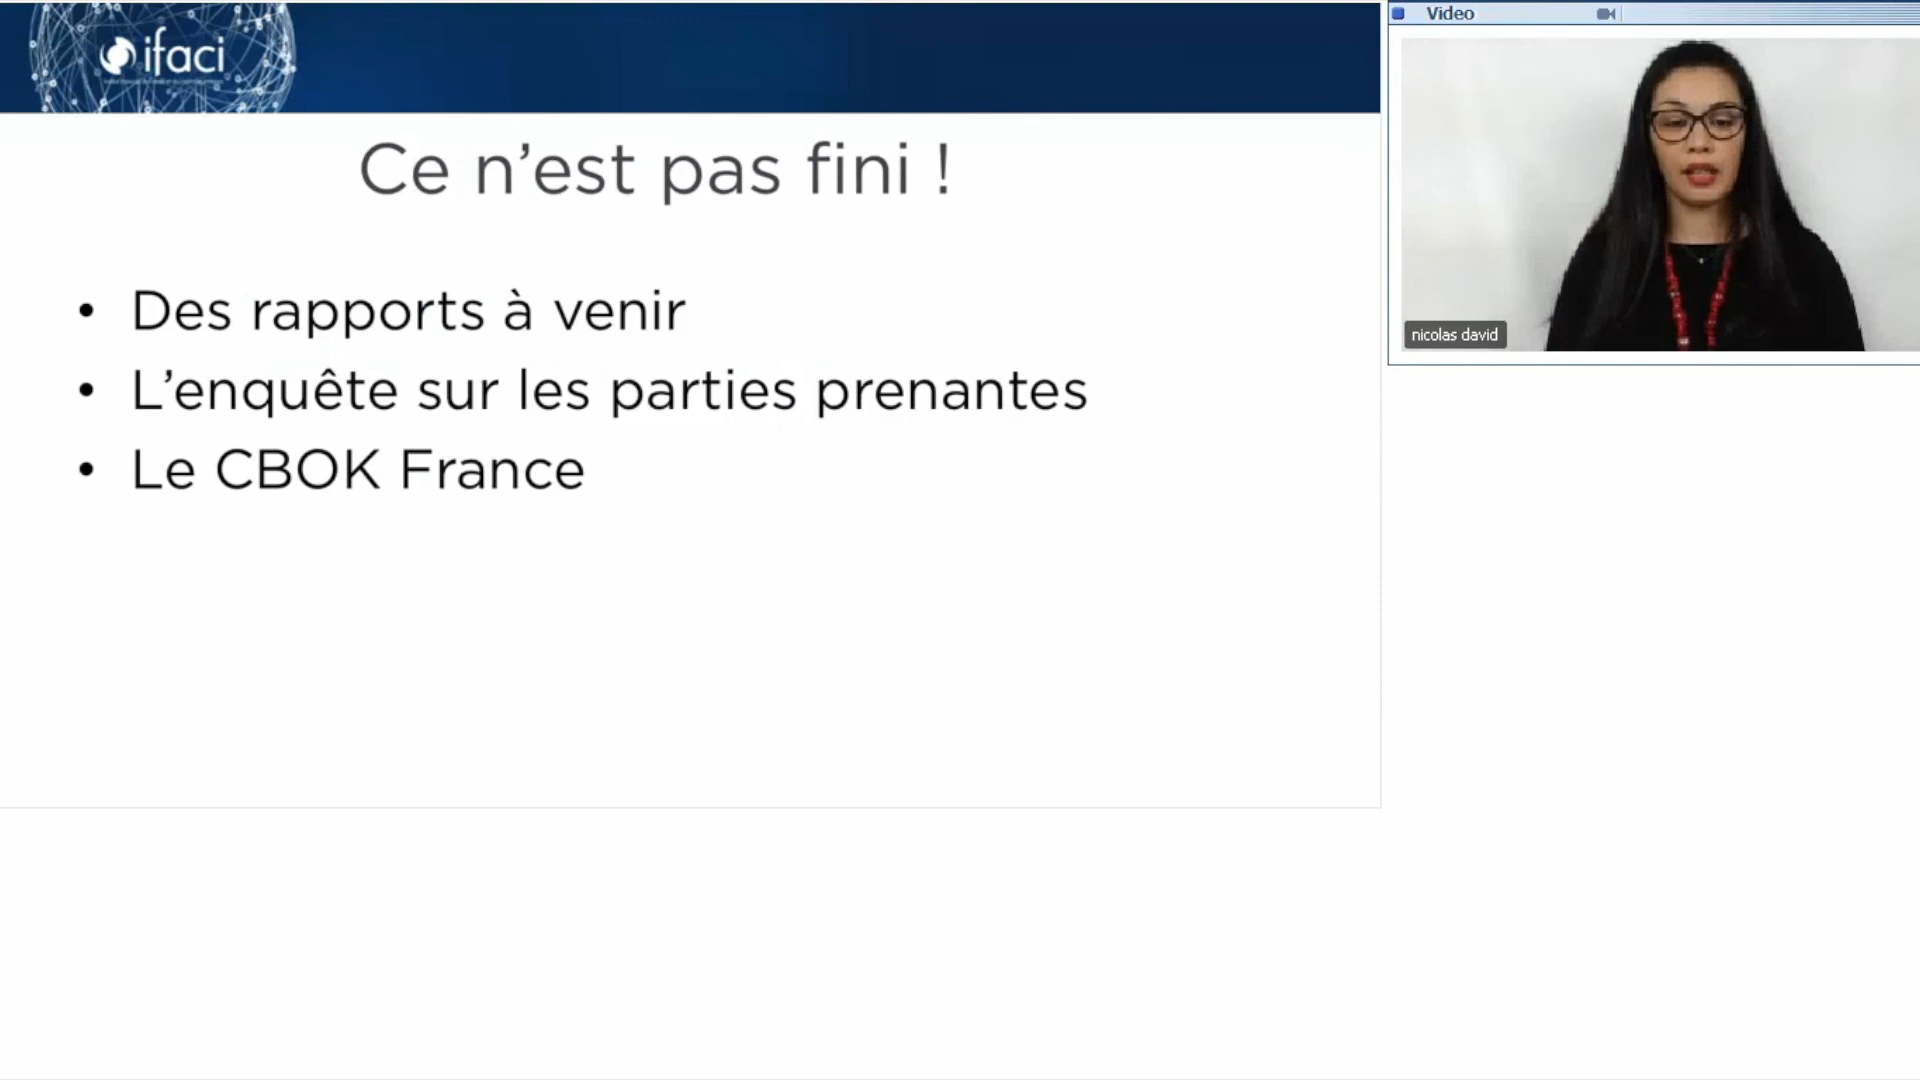 ifaci
Ce n’est pas fini !
• Des rapports à venir
• L’enquête sur les parties prenantes
• Le CBOK France
Video
nicolas david